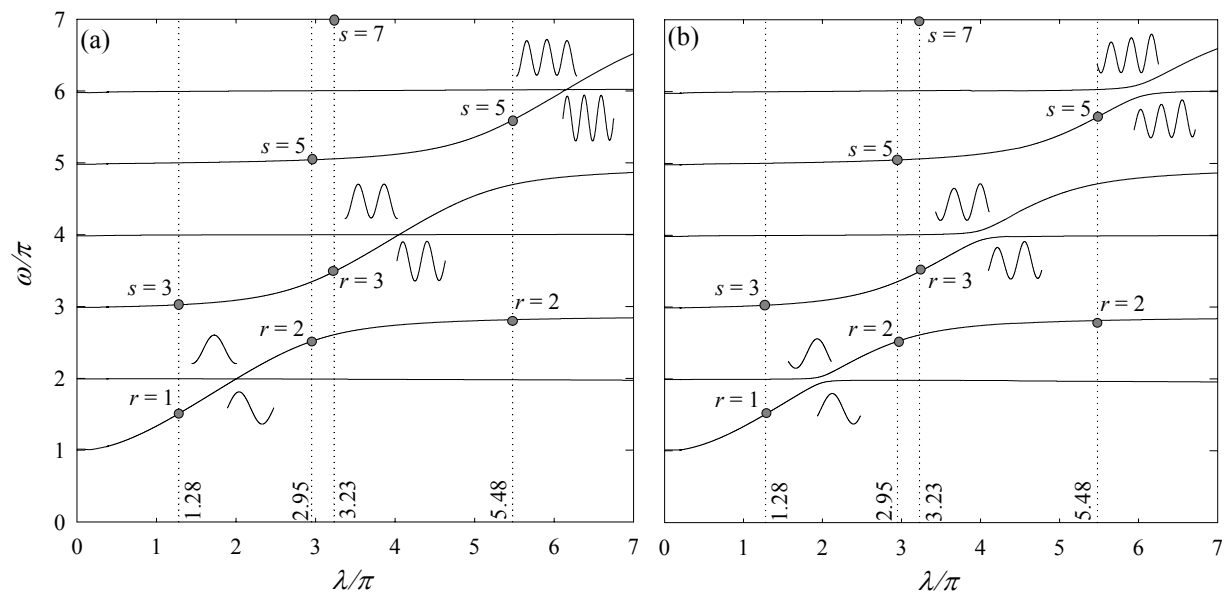 (a)
7
6
5
4
3
2
1
0
ω/π
s = 7
s = 5
s = 5
s = 3
r = 3
r = 2
r = 2
r = 1
1.28
2.95
3.23
5.48
0 1 2 3 4 5 6 7
λ/π
(b)
s = 7
s = 5
s = 5
s = 3
r = 3
r = 2
r = 2
r = 1
1.28
2.95
3.23
5.48
0 1 2 3 4 5 6 7
λ/π